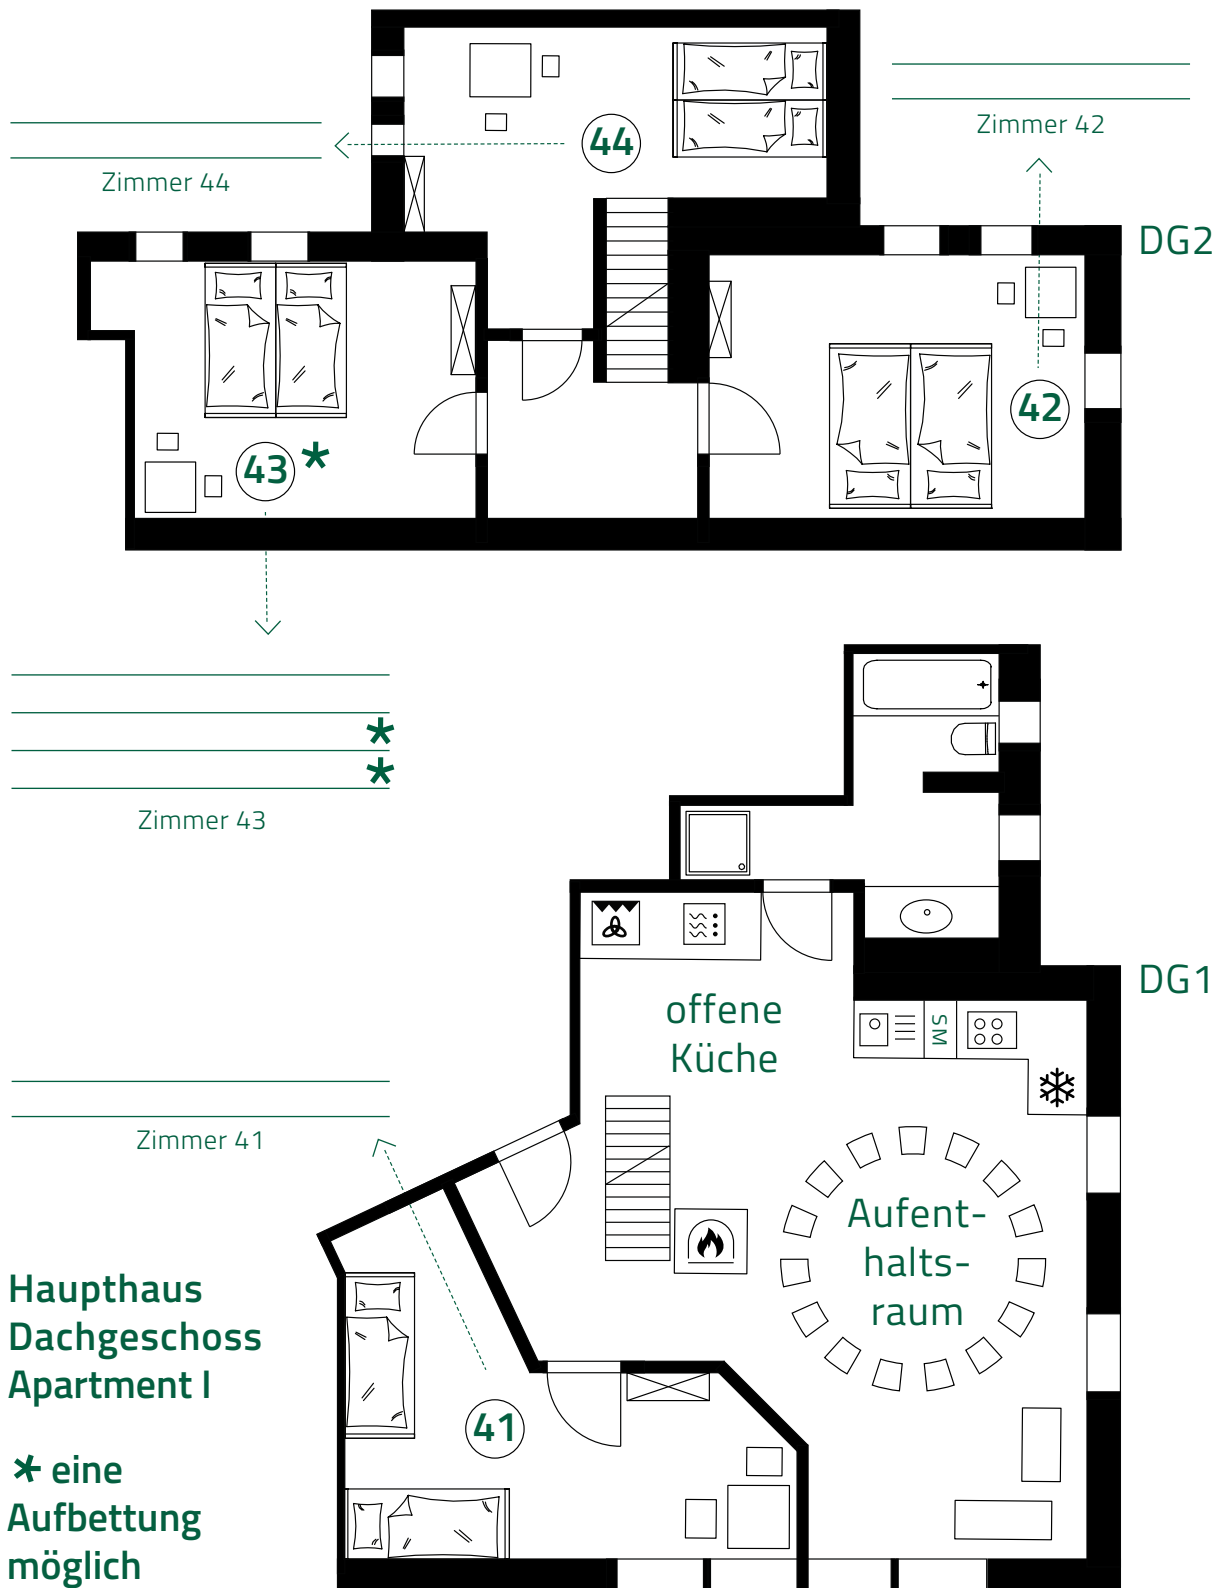 44
Zimmer 42
Zimmer 44
DG2
42
43 *
*
*
Zimmer 43
DG1
offene
Küche
SM
Zimmer 41
Aufent-
halts-
raum
Haupthaus
Dachgeschoss
Apartment I
41
* eine
Aufbettung
möglich